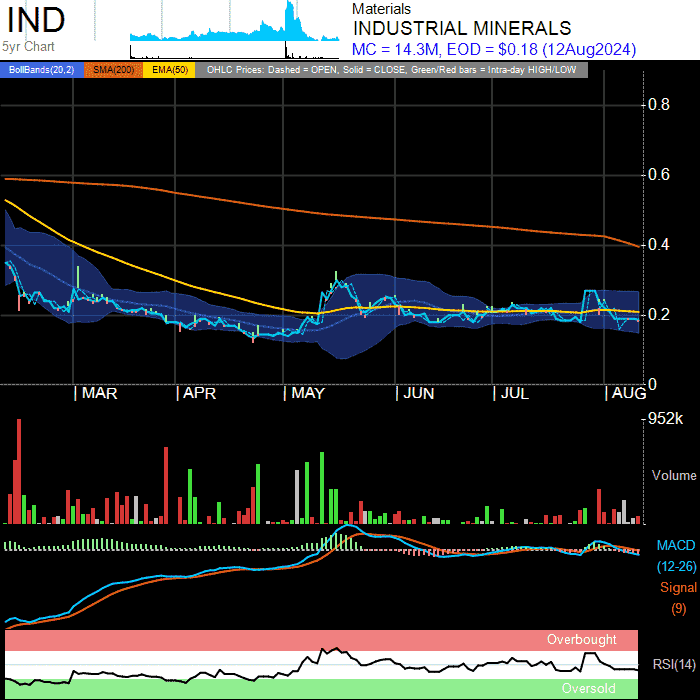 IND
5yr Chart
Materials
INDUSTRIAL MINERALS
MC = 14.3M, EOD = $0.18 (12Aug2024)
BollBands(20,2) SMA(200) EMA(50) OHLC Prices: Dashed = OPEN, Solid = CLOSE, Green/Red bars = Intra-day HIGH/LOW
0.8
0.6
0.4
0.2
0
MAR APR MAY JUN JUL AUG
952k
Volume
MACD
(12-26)
Signal
(9)
Overbought
RSI(14)
Oversold